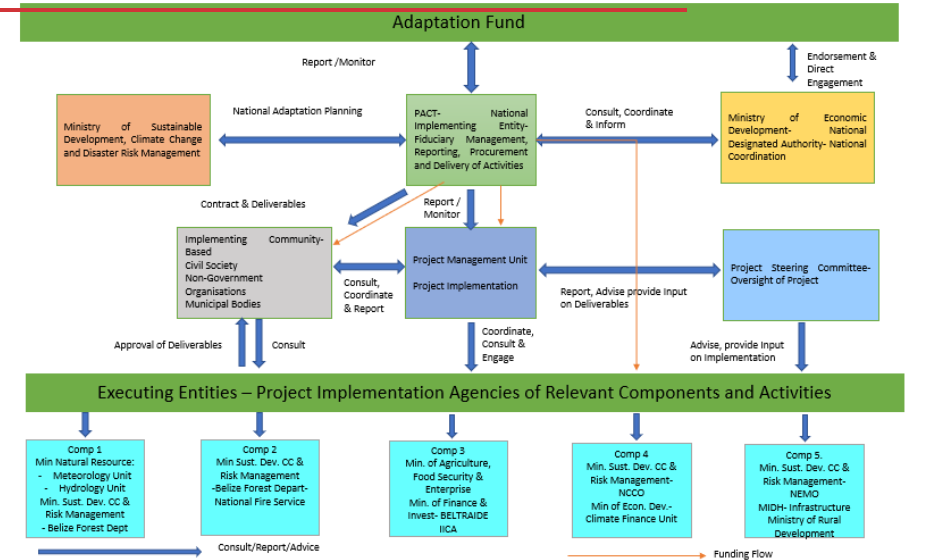 Adaptation Fund
Report /Monitor
Endorsement &
Direct
Engagement
National Adaptation Planning
Consult, Coordinate
& Inform
Ministry of Sustainable
Development, Climate Change
and Disaster Risk Management
PACT- National
Implementing Entity-
Fiduciary Management,
Reporting, Procurement
and Delivery of Activities
Ministry of Economic
Development- National
Designated Authority- National
Coordination
Contract & Deliverables
Report /
Monitor
Implementing Community-
Based
Civil Society
Non-Government
Organisations
Municipal Bodies
Consult,
Coordinate
& Report
Project Management Unit
Project Implementation
Report, Advise provide Input
on Deliverables
Project Steering Committee-
Oversight of Project
Approval of Deliverables
Consult
Coordinate,
Consult &
Engage
Advise, provide Input
on Implementation
Executing Entities – Project Implementation Agencies of Relevant Components and Activities
Comp 1
Min Natural Resource:
- Meteorology Unit
- Hydrology Unit
Min. Sust. Dev. CC &
Risk Management
- Belize Forest Dept
Comp 2
Min Sust. Dev. CC &
Risk Management
-Belize Forest Depart-
National Fire Service
Comp 3
Min. of Agriculture,
Food Security &
Enterprise
Min. of Finance &
Invest- BELTRAIDE
IICA
Comp 4
Min. Sust. Dev. CC &
Risk Management-
NCCO
Min of Econ. Dev.-
Climate Finance Unit
Comp 5.
Min. Sust. Dev. CC &
Risk Management-
NEMO
MIDH- Infrastructure
Ministry of Rural
Development
Consult/Report/Advice
Funding Flow